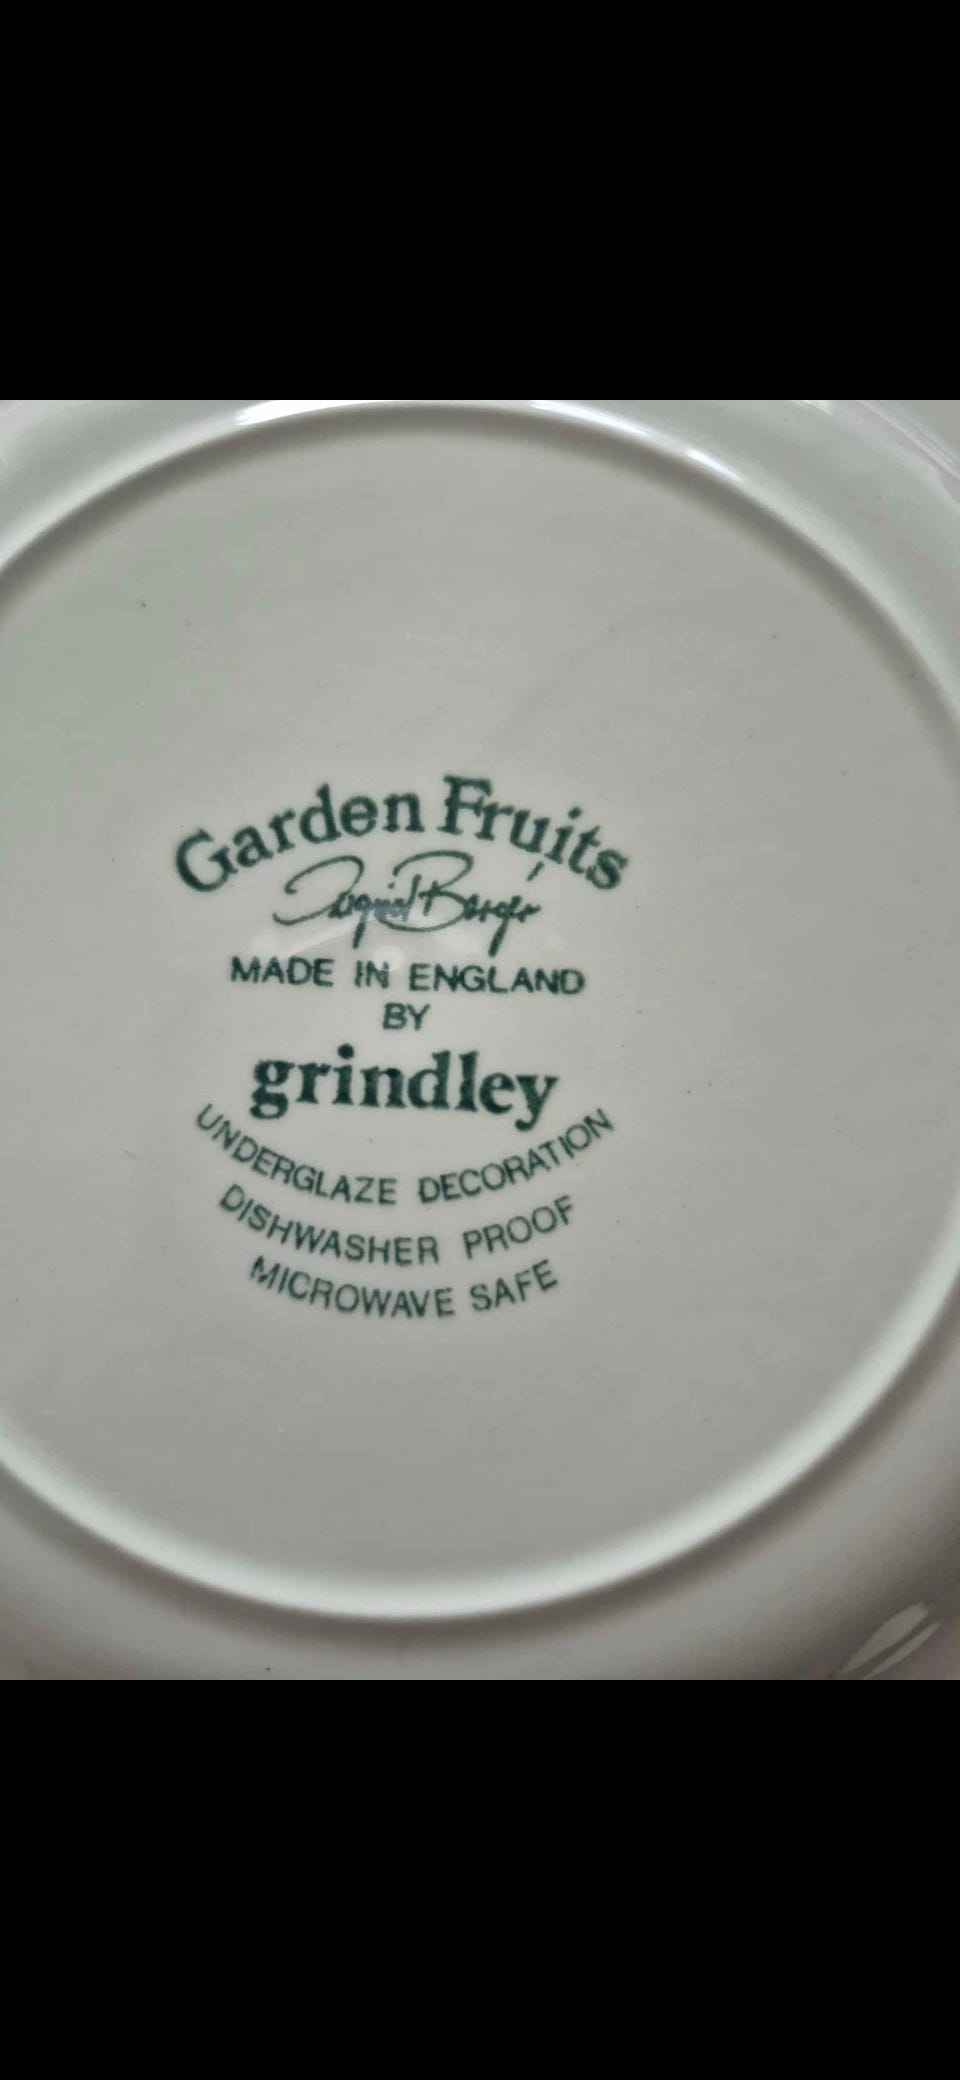 Garden Fruits
MADE IN ENGLAND
BY
grindley
UNDERGLAZE DECORATION
DISHWASHER PROOF
MICROWAVE SAFE